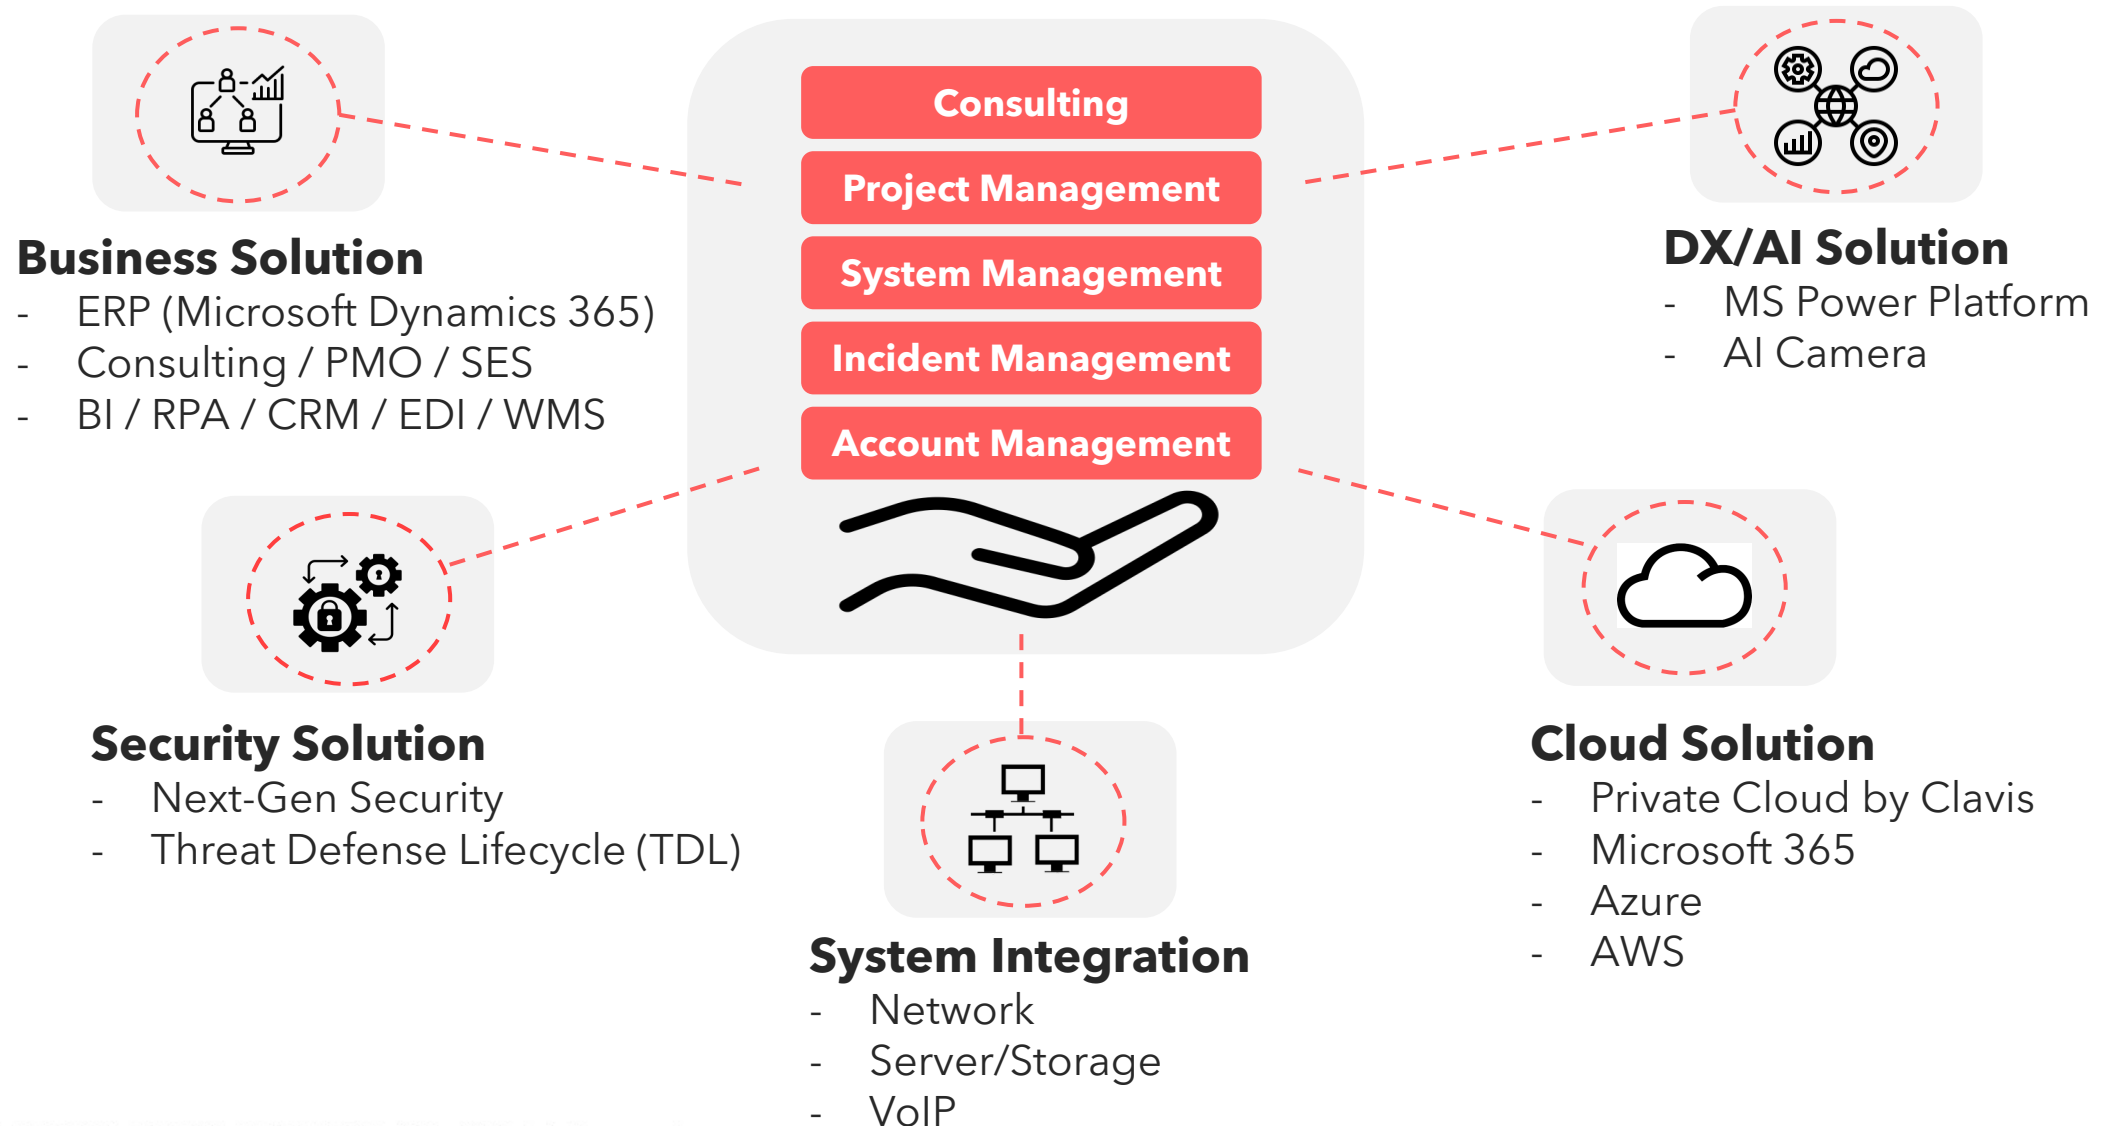 Consulting
Project Management
System Management
Incident Management
Account Management
Business Solution
- ERP (Microsoft Dynamics 365)
- Consulting / PMO / SES
- BI / RPA / CRM / EDI / WMS
DX/AI Solution
- MS Power Platform
- AI Camera
Security Solution
- Next-Gen Security
- Threat Defense Lifecycle (TDL)
Cloud Solution
- Private Cloud by Clavis
- Microsoft 365
- Azure
- AWS
System Integration
- Network
- Server/Storage
- VoIP